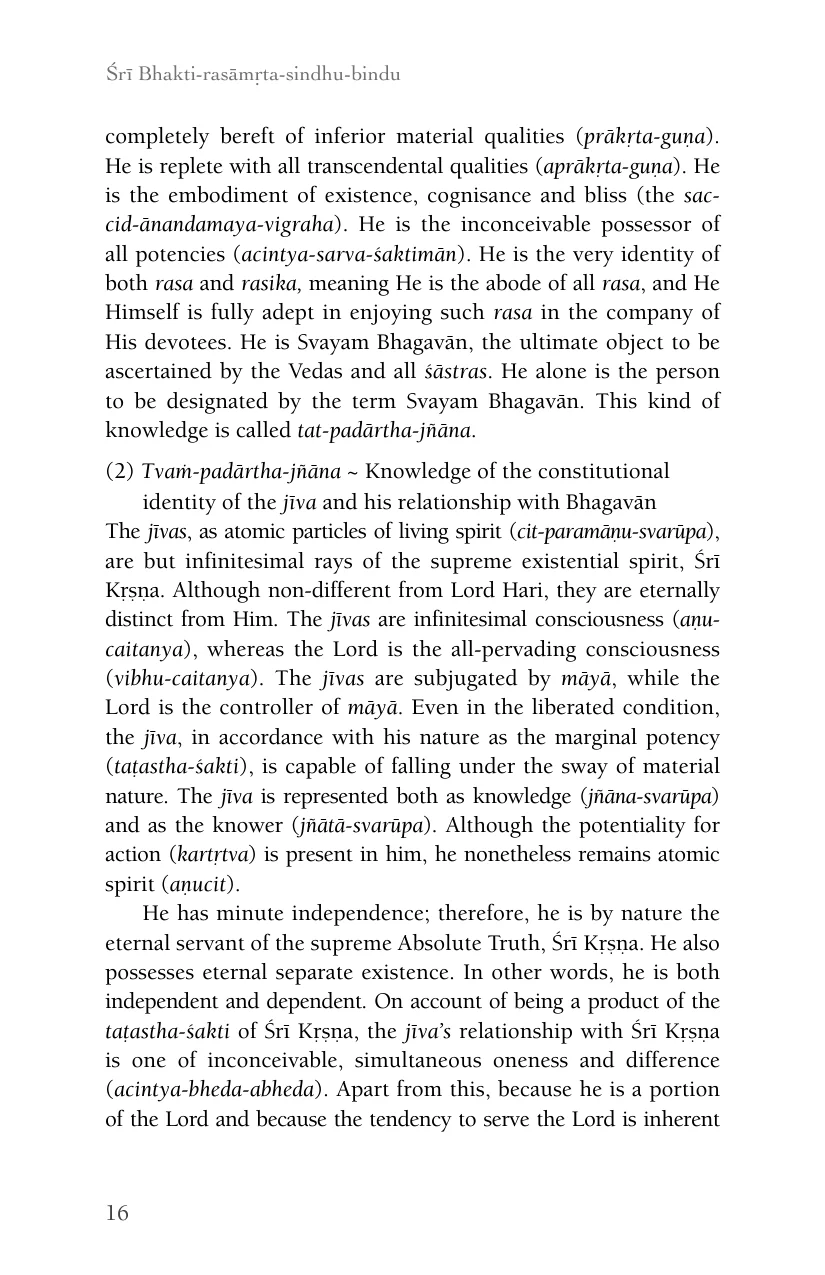 Śrī Bhakti-rasāmṛta-sindhu-bindu
completely bereft of inferior material qualities (prākṛta-guṇa).
He is replete with all transcendental qualities (aprākṛta-guṇa). He
is the embodiment of existence, cognisance and bliss (the sac-
cid-ānandamaya-vigraha). He is the inconceivable possessor of
all potencies (acintya-sarva-śaktimān). He is the very identity of
both rasa and rasika, meaning He is the abode of all rasa, and He
Himself is fully adept in enjoying such rasa in the company of
His devotees. He is Svayam Bhagavān, the ultimate object to be
ascertained by the Vedas and all śāstras. He alone is the person
to be designated by the term Svayam Bhagavān. This kind of
knowledge is called tat-padārtha-jñāna.
(2) Tvaṁ-padārtha-jñāna ~ Knowledge of the constitutional
identity of the jīva and his relationship with Bhagavān
The jīvas, as atomic particles of living spirit (cit-paramāṇu-svarūpa),
are but infinitesimal rays of the supreme existential spirit, Śrī
Kṛṣṇa. Although non-different from Lord Hari, they are eternally
distinct from Him. The jīvas are infinitesimal consciousness (aṇu-
caitanya), whereas the Lord is the all-pervading consciousness
(vibhu-caitanya). The jīvas are subjugated by māyā, while the
Lord is the controller of māyā. Even in the liberated condition,
the jīva, in accordance with his nature as the marginal potency
(taṭastha-śakti), is capable of falling under the sway of material
nature. The jīva is represented both as knowledge (jñāna-svarūpa)
and as the knower (jñātā-svarūpa). Although the potentiality for
action (kartṛtva) is present in him, he nonetheless remains atomic
spirit (aṇucit).
He has minute independence; therefore, he is by nature the
eternal servant of the supreme Absolute Truth, Śrī Kṛṣṇa. He also
possesses eternal separate existence. In other words, he is both
independent and dependent. On account of being a product of the
taṭastha-śakti of Śrī Kṛṣṇa, the jīva's relationship with Śrī Kṛṣṇa
is one of inconceivable, simultaneous oneness and difference
(acintya-bheda-abheda). Apart from this, because he is a portion
of the Lord and because the tendency to serve the Lord is inherent
16